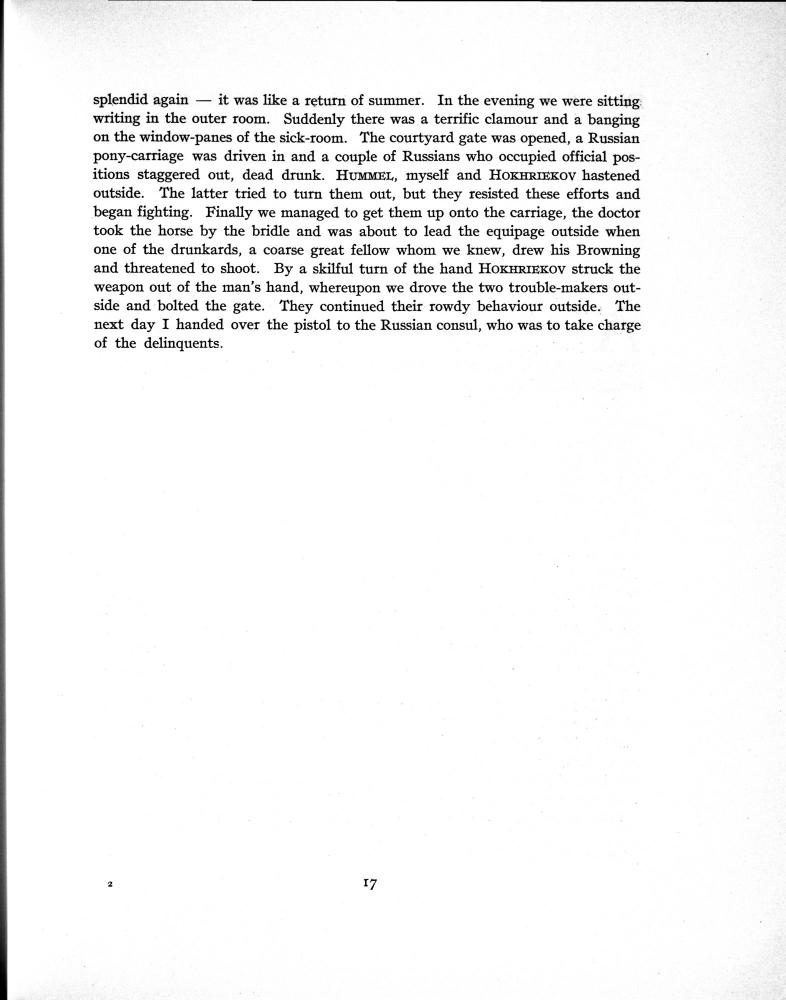 splendid again — it was like a return of summer. In the evening we were sitting
writing in the outer room. Suddenly there was a terrific clamour and a banging
on the window-panes of the sick-room. The courtyard gate was opened, a Russian
pony-carriage was driven in and a couple of Russians who occupied official pos-
itions staggered out, dead drunk. HUMMEL, myself and HOKHRIEKOV hastened
outside. The latter tried to turn them out, but they resisted these efforts and
began fighting. Finally we managed to get them up onto the carriage, the doctor
took the horse by the bridle and was about to lead the equipage outside when
one of the drunkards, a coarse great fellow whom we knew, drew his Browning
and threatened to shoot. By a skilful turn of the hand HOKHRIEKOV struck the
weapon out of the man's hand, whereupon we drove the two trouble-makers out-
side and bolted the gate. They continued their rowdy behaviour outside. The
next day I handed over the pistol to the Russian consul, who was to take charge
of the delinquents.
2 17